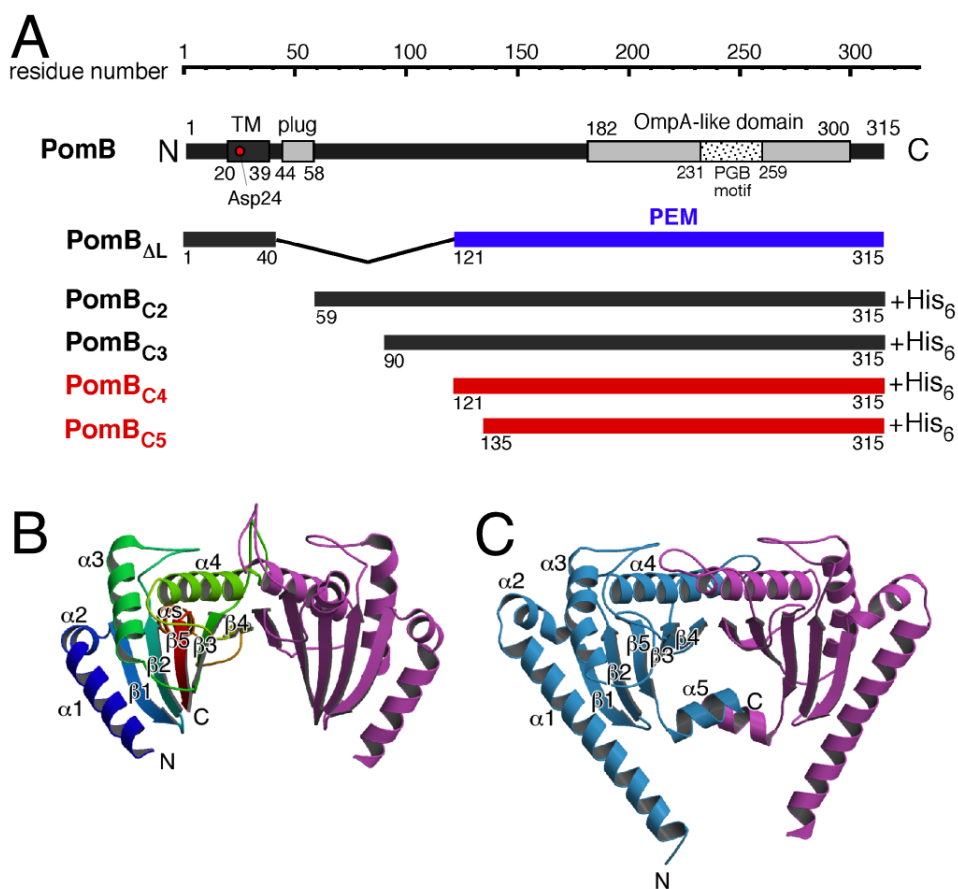 A
1 50 100 150 200 250 300
residue number
1 TM plug 182 OmpA-like domain 300 315
PomB N C
20 39 44 58 231 PGB 259
Asp24 motif
PEM
PomBΔL
1 40 121 315
PomBC2 +His6
59 315
PomBC3 +His6
90 315
PomBC4 +His6
121 315
PomBC5 +His6
135 315
B C
α3 α4 α2 α3 α4
α2 αs β5 β3 β4 β5 β3 β4
β2 β2
α1 β1 C α1 β1 α5 C
N
N